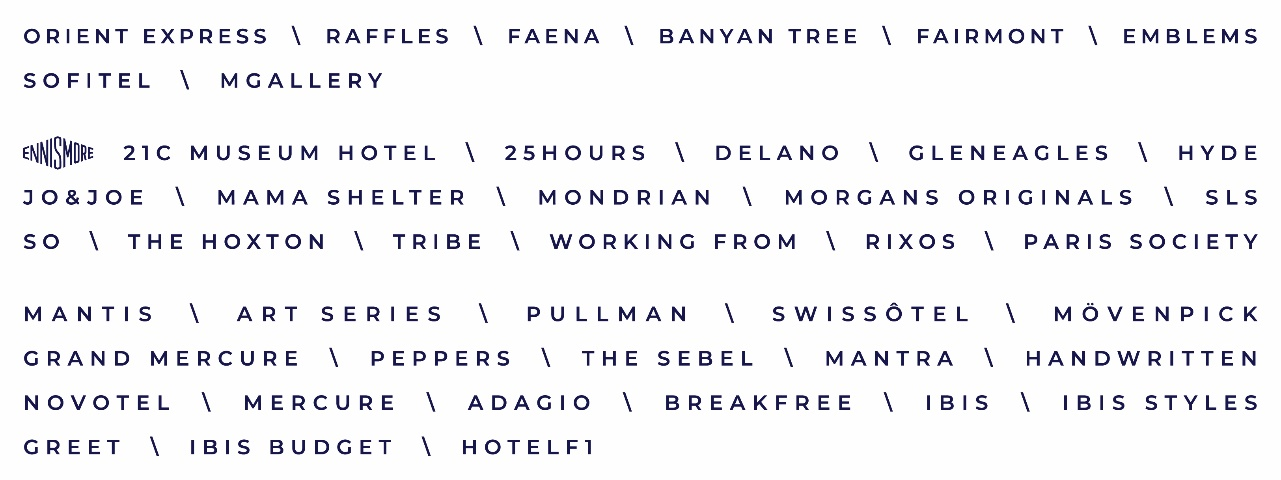 ORIENT EXPRESS \ RAFFLES \ FAENA \ BANYAN TREE \ FAIRMONT \ EMBLEMS
SOFITEL \ MGALLERY
ENNISMORE 21C MUSEUM HOTEL \ 25HOURS \ DELANO \ GLENEAGLES \ HYDE
JO&JOE \ MAMA SHELTER \ MONDRIAN \ MORGANS ORIGINALS \ SLS
SO \ THE HOXTON \ TRIBE \ WORKING FROM \ RIXOS \ PARIS SOCIETY
MANTIS \ ART SERIES \ PULLMAN \ SWISSÔTEL \ MÖVENPICK
GRAND MERCURE \ PEPPERS \ THE SEBEL \ MANTRA \ HANDWRITTEN
NOVOTEL \ MERCURE \ ADAGIO \ BREAKFREE \ IBIS \ IBIS STYLES
GREET \ IBIS BUDGET \ HOTELF1